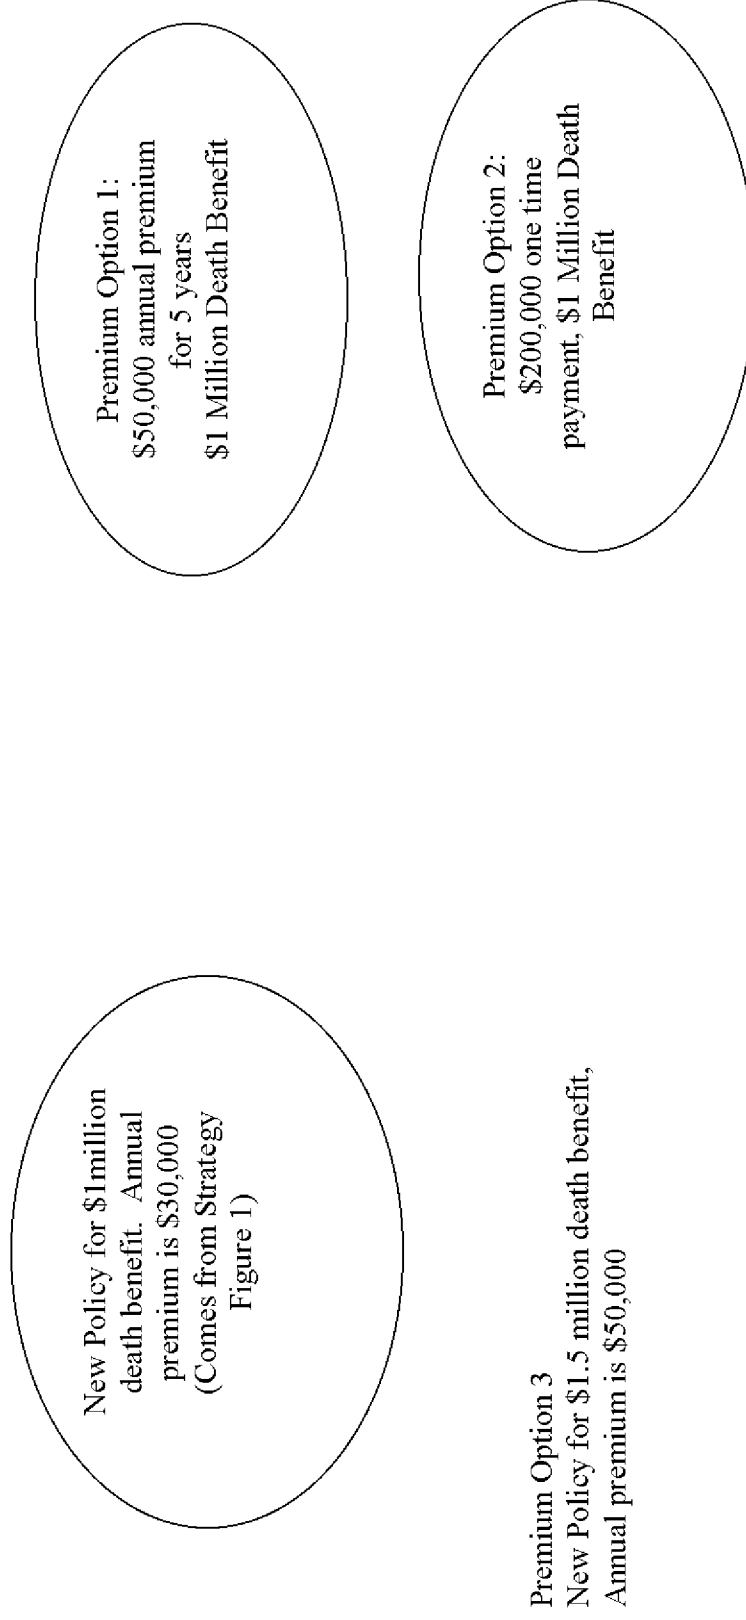 New Policy for $1million
death benefit.  Annual
premium is $30,000
(Comes from Strategy
Figure 1)
Premium Option 1:
$50,000 annual premium
for 5 years
$1 Million Death Benefit
Premium Option 3
New Policy for $1.5 million death benefit,
Annual premium is $50,000
Premium Option 2:
$200,000 one time
payment, $1 Million Death
Benefit